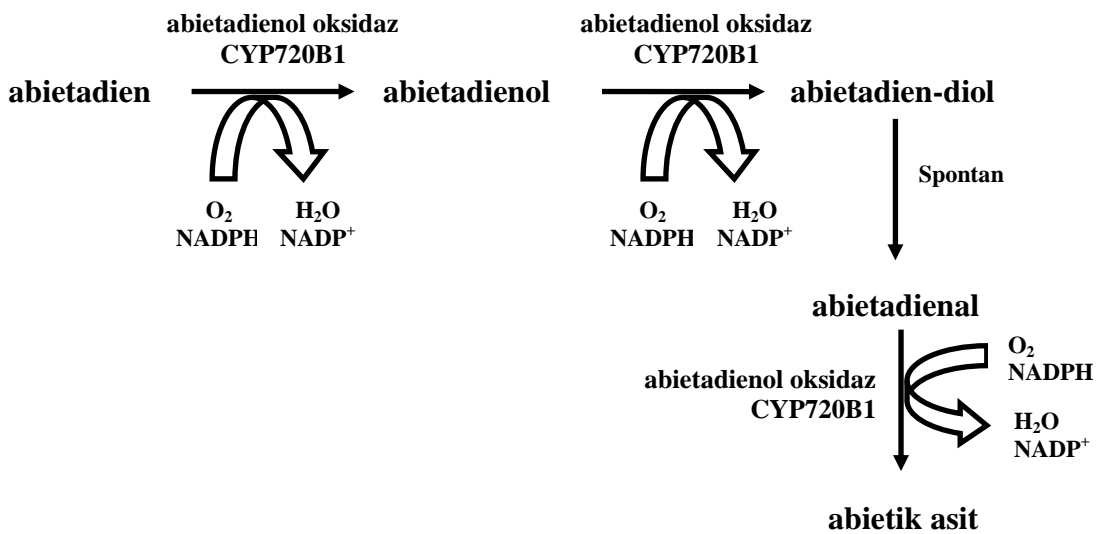 abietadienol oksidaz
CYP720B1
abietadienol oksidaz
CYP720B1
abietadien
abietadienol
abietadien-diol
O₂
NADPH
H₂O
NADP⁺
O₂
NADPH
H₂O
NADP⁺
Spontan
abietadienal
abietadienol oksidaz
CYP720B1
O₂
NADPH
H₂O
NADP⁺
abietik asit